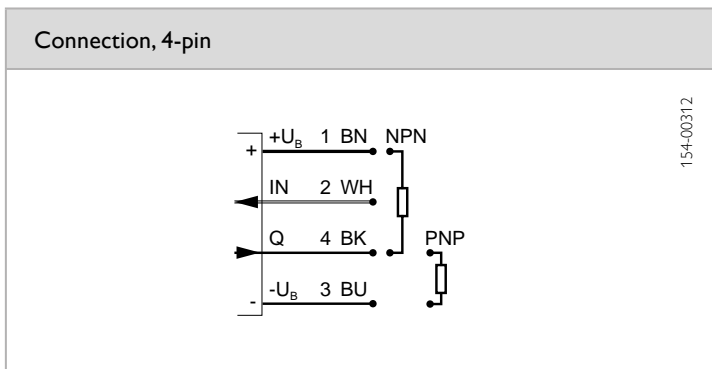 Connection, 4-pin
154-00312
+U_B 1 BN NPN
+
IN 2 WH
Q 4 BK PNP
-U_B 3 BU
-